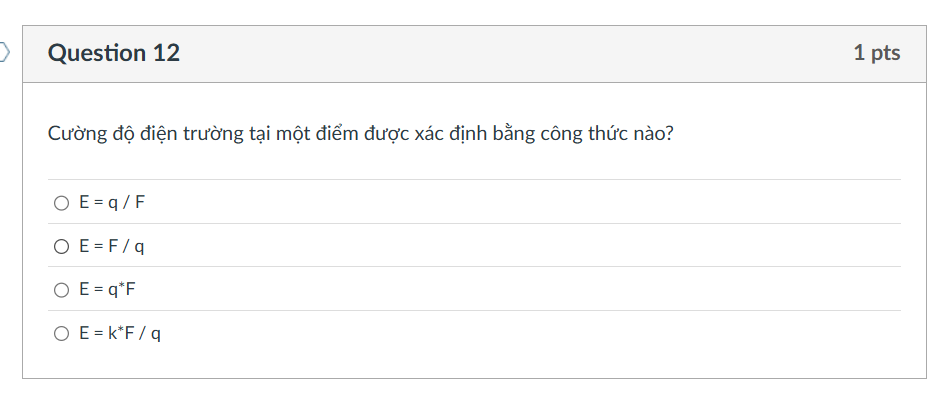 Question 12
1 pts
Cường độ điện trường tại một điểm được xác định bằng công thức nào?
E = q / F
E = F / q
E = q*F
E = k*F / q